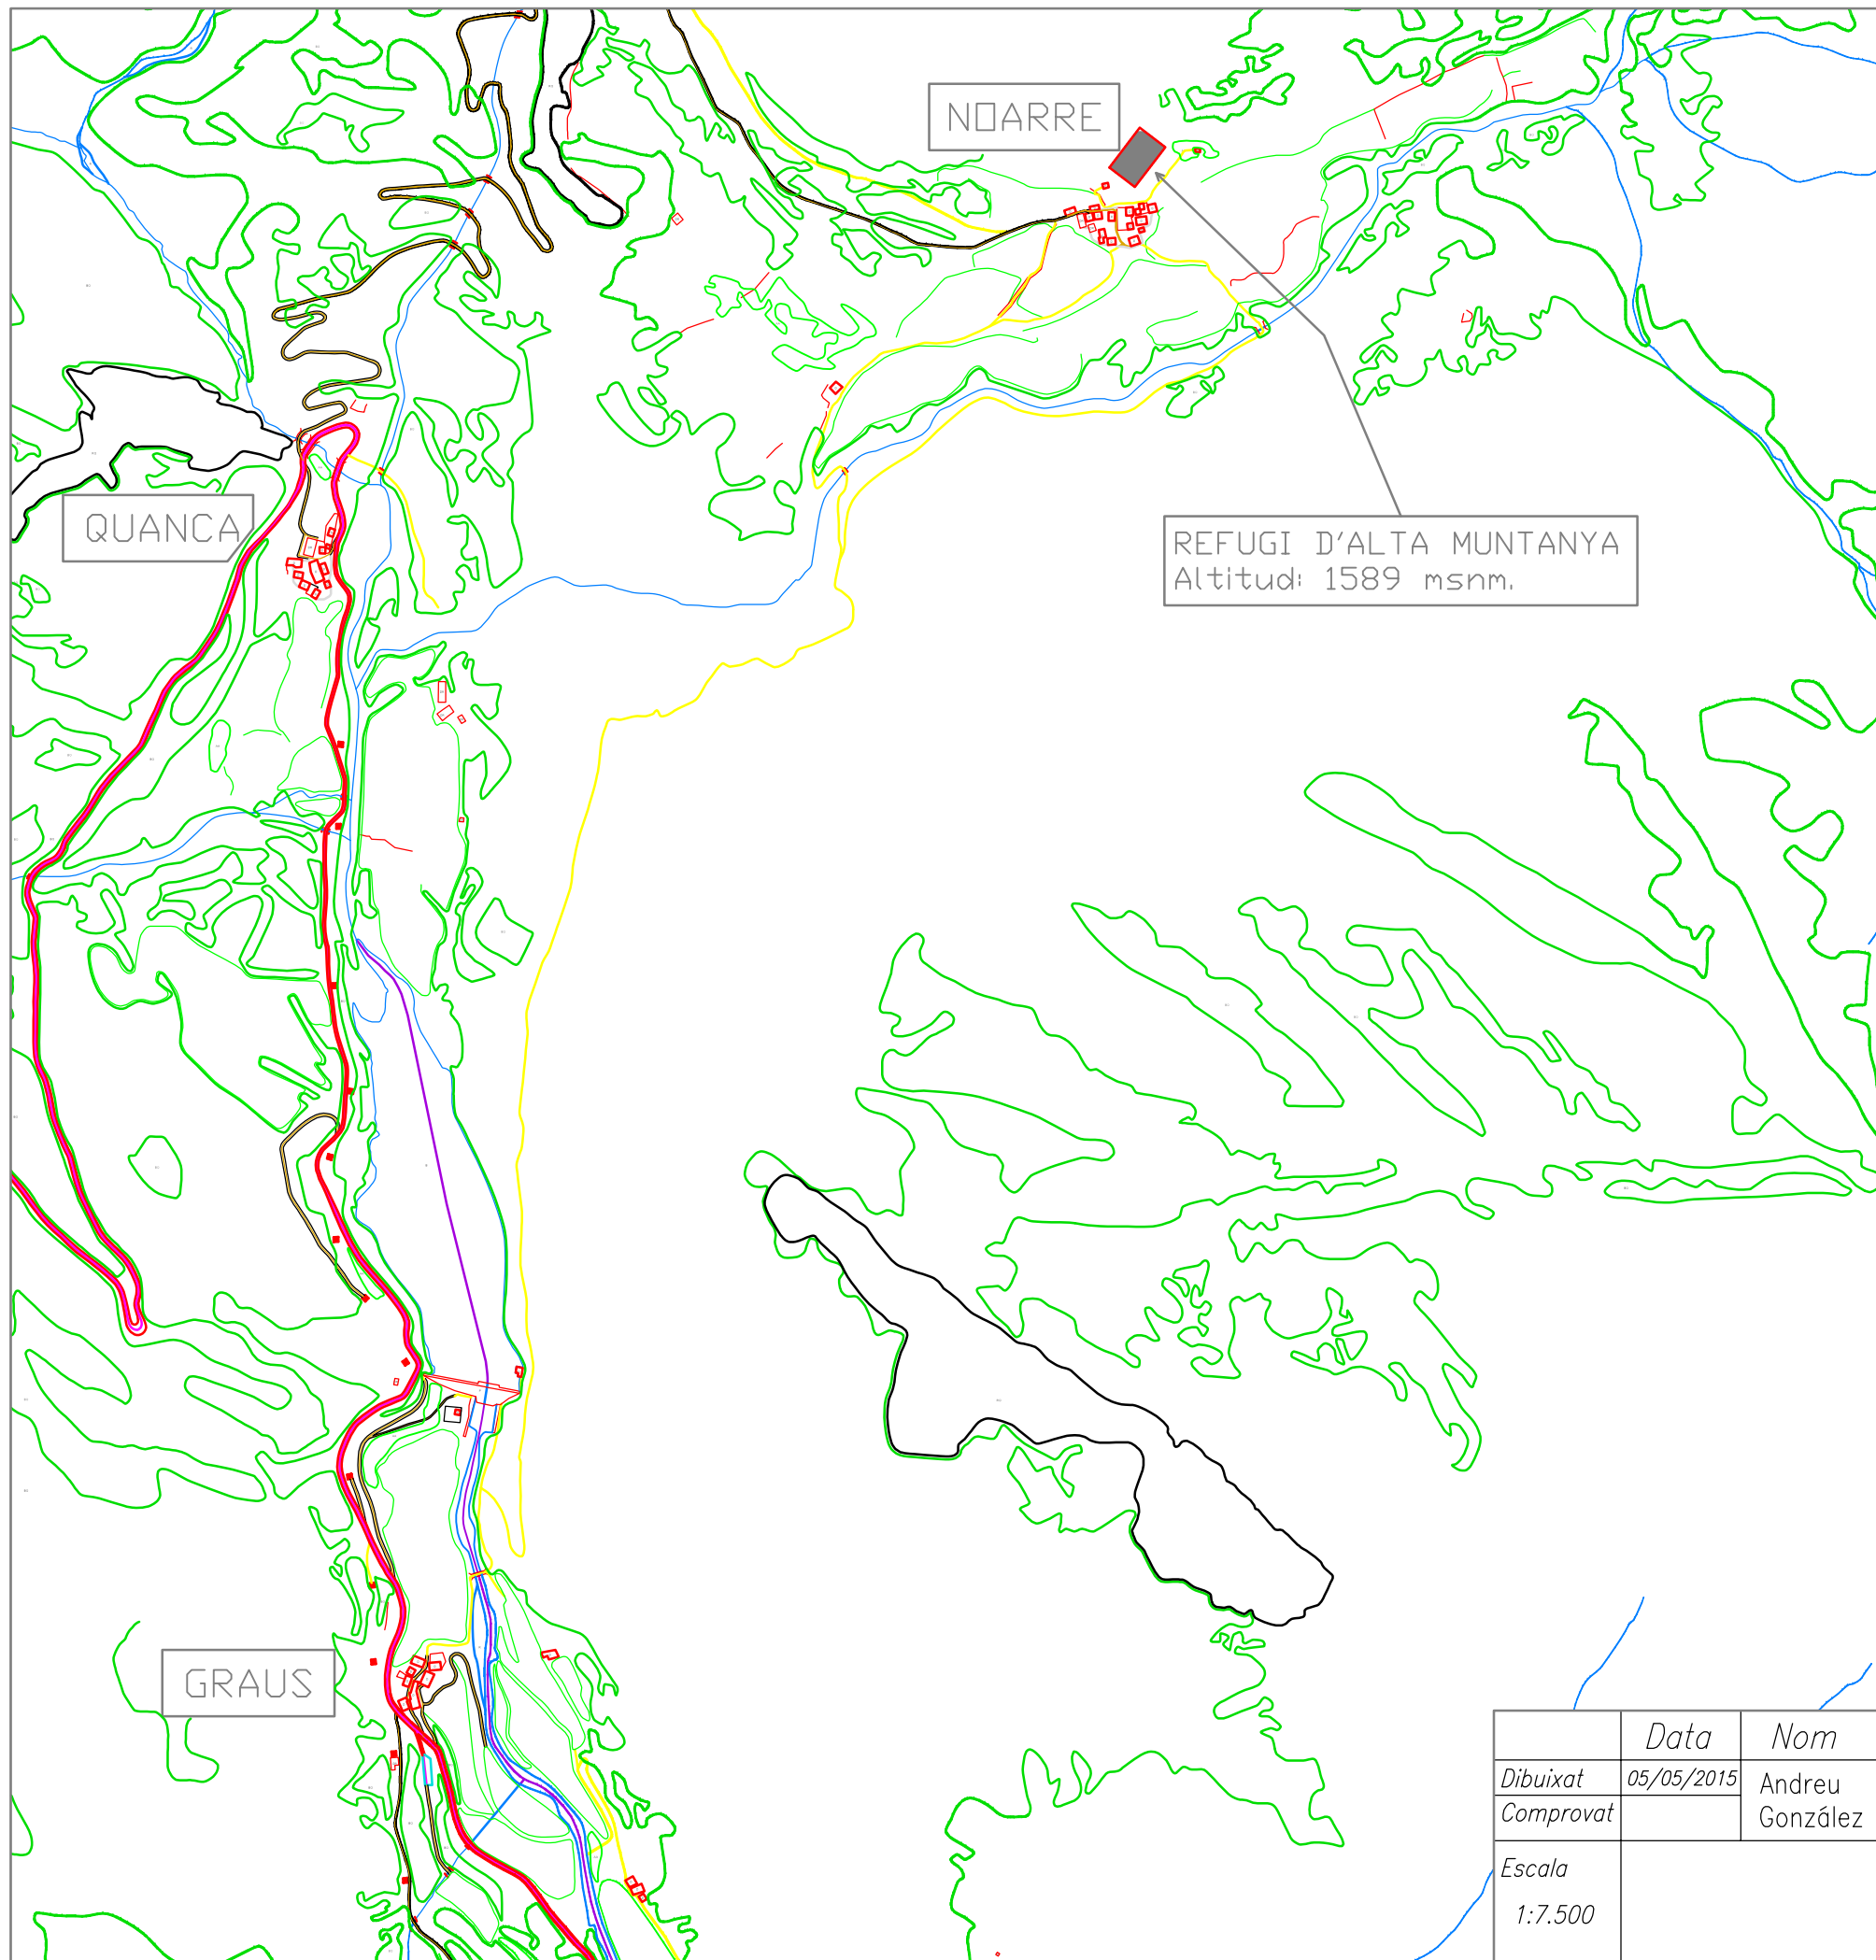 NOARRE
QUANCA
REFUGI D'ALTA MUNTANYA
Altitud: 1589 msnm.
GRAUS
Data Nom
Dibuixat 05/05/2015 Andreu
Comprovat González
Escala
1:7.500